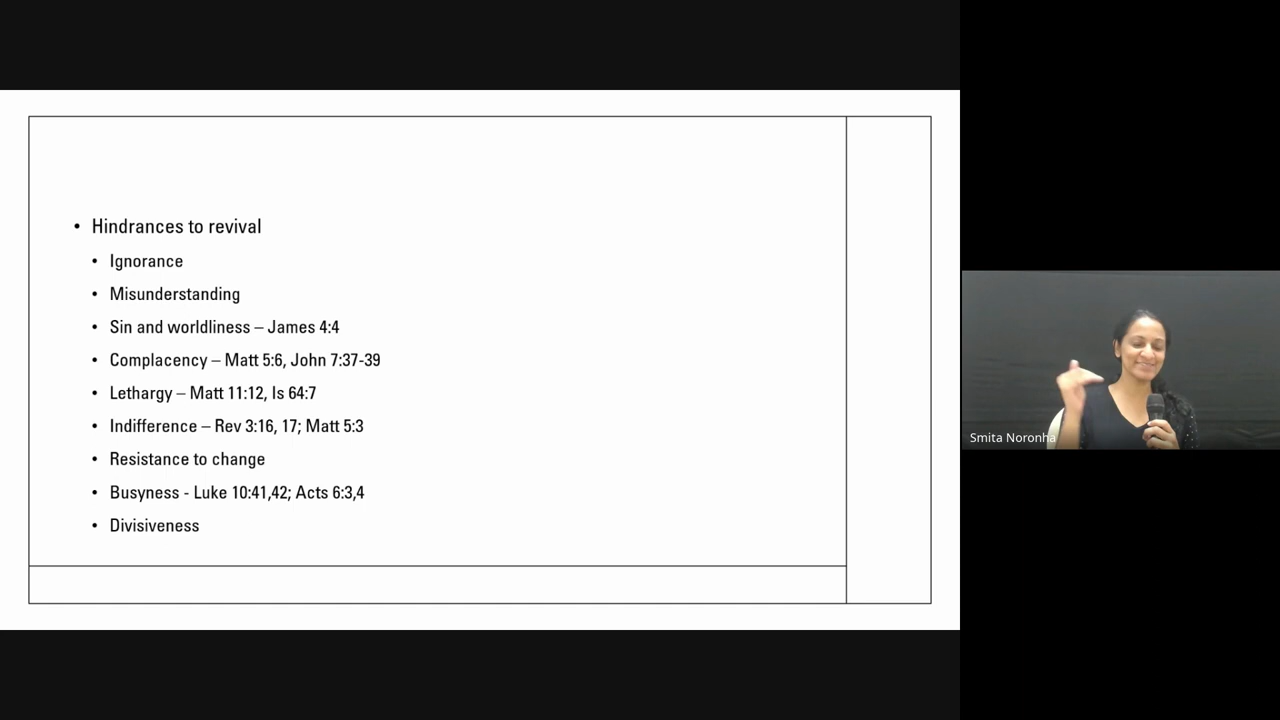 • Hindrances to revival
• Ignorance
• Misunderstanding
• Sin and worldliness – James 4:4
• Complacency – Matt 5:6, John 7:37-39
• Lethargy – Matt 11:12, Is 64:7
• Indifference – Rev 3:16, 17; Matt 5:3
• Resistance to change
• Busyness - Luke 10:41,42; Acts 6:3,4
• Divisiveness
Smita Noronha